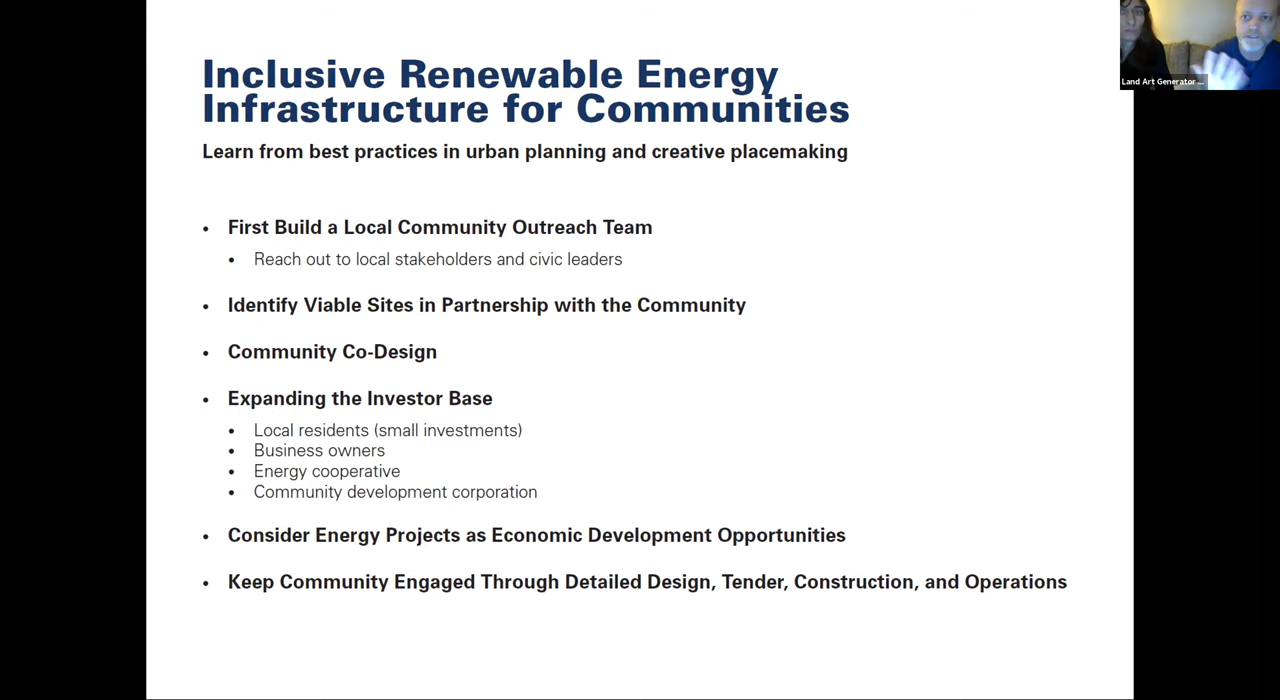 Inclusive Renewable Energy
Infrastructure for Communities
Learn from best practices in urban planning and creative placemaking
• First Build a Local Community Outreach Team
• Reach out to local stakeholders and civic leaders
• Identify Viable Sites in Partnership with the Community
• Community Co-Design
• Expanding the Investor Base
• Local residents (small investments)
• Business owners
• Energy cooperative
• Community development corporation
• Consider Energy Projects as Economic Development Opportunities
• Keep Community Engaged Through Detailed Design, Tender, Construction, and Operations
Land Art Generator ...